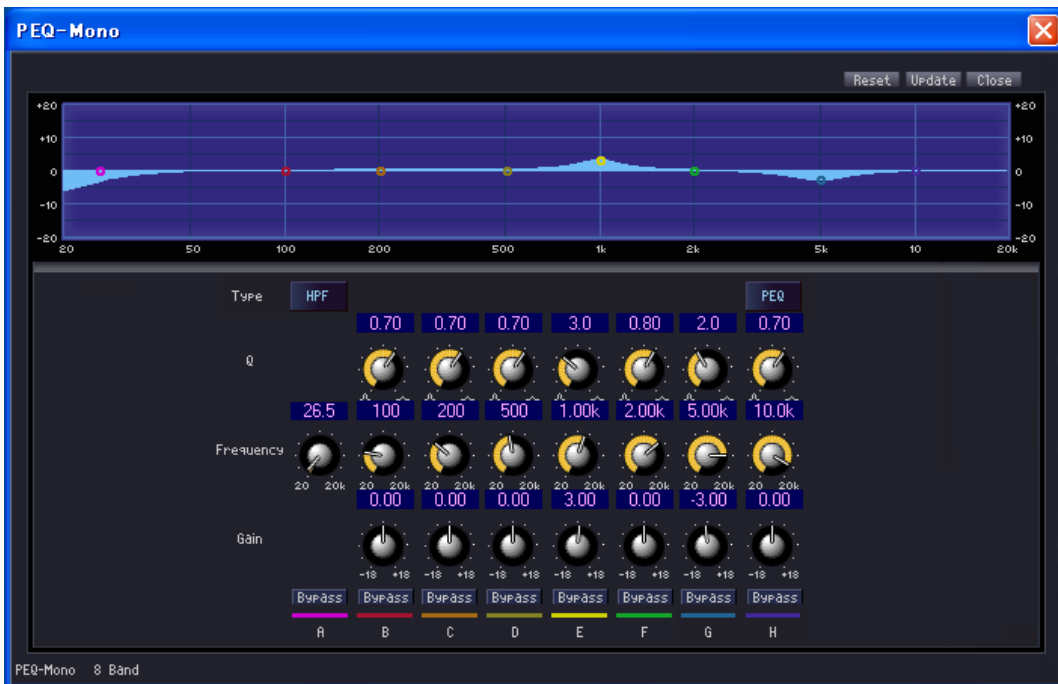 PEQ-Mono
Reset Update Close
+20 +20
+10 +10
0 0
-10 -10
-20 -20
20 50 100 200 500 1k 2k 5k 10 20k
Type HPF PEQ
0.70 0.70 0.70 3.0 0.80 2.0 0.70
Q
26.5 100 200 500 1.00k 2.00k 5.00k 10.0k
Frequency
20 20k 20 20k 20 20k 20 20k 20 20k 20 20k 20 20k 20 20k
0.00 0.00 0.00 3.00 0.00 -3.00 0.00
Gain
-18 +18 -18 +18 -18 +18 -18 +18 -18 +18 -18 +18 -18 +18
Bypass Bypass Bypass Bypass Bypass Bypass Bypass Bypass
A B C D E F G H
PEQ-Mono 8 Band